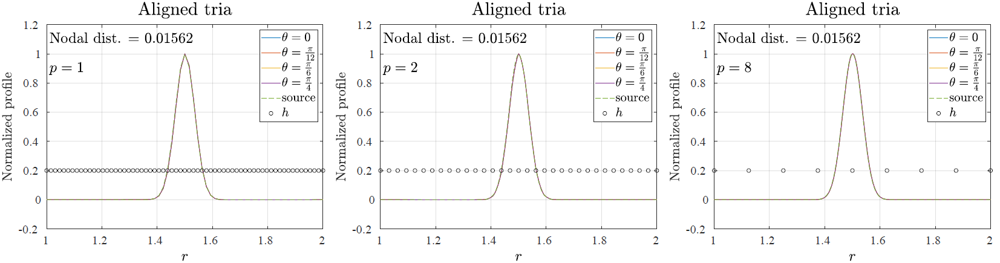 Aligned tria
1.2
1
0.8
0.6
0.4
0.2
0
-0.2
Normalized profile
Nodal dist. = 0.01562
p = 1
θ = 0
θ = π/12
θ = π/6
θ = π/4
source
h
1
1.2
1.4
1.6
1.8
2
r
Aligned tria
1.2
1
0.8
0.6
0.4
0.2
0
-0.2
Normalized profile
Nodal dist. = 0.01562
p = 2
θ = 0
θ = π/12
θ = π/6
θ = π/4
source
h
1
1.2
1.4
1.6
1.8
2
r
Aligned tria
1.2
1
0.8
0.6
0.4
0.2
0
-0.2
Normalized profile
Nodal dist. = 0.01562
p = 8
θ = 0
θ = π/12
θ = π/6
θ = π/4
source
h
1
1.2
1.4
1.6
1.8
2
r